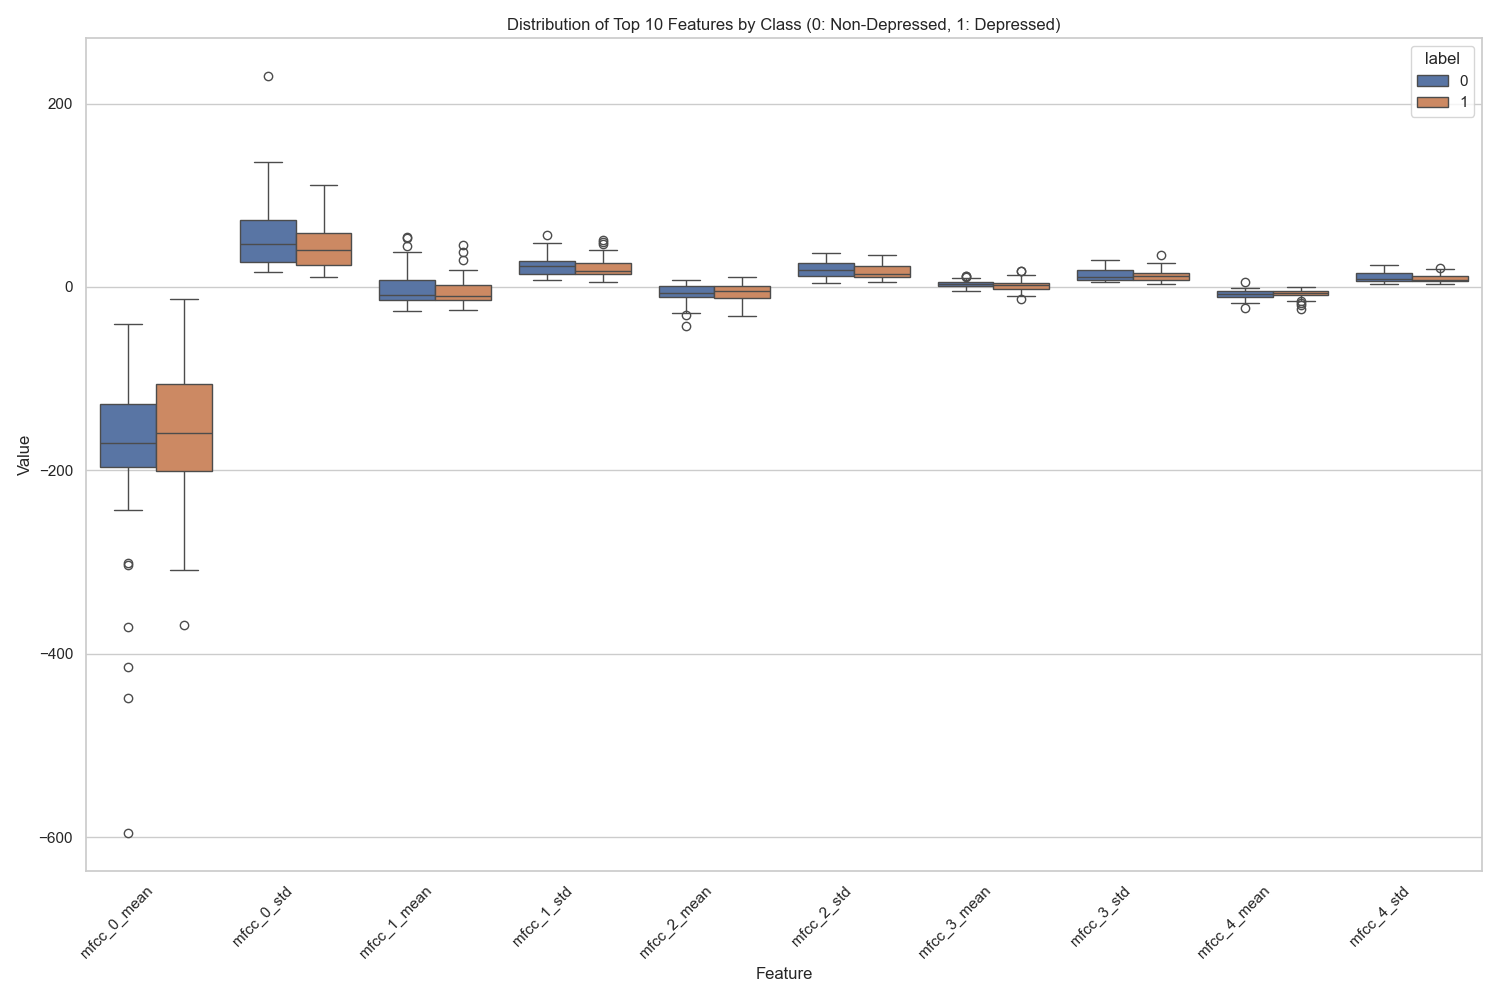 Distribution of Top 10 Features by Class (0: Non-Depressed, 1: Depressed)
label
0
1
200
0
−200
−400
−600
Value
mfcc_0_mean
mfcc_0_std
mfcc_1_mean
mfcc_1_std
mfcc_2_mean
mfcc_2_std
mfcc_3_mean
mfcc_3_std
mfcc_4_mean
mfcc_4_std
Feature